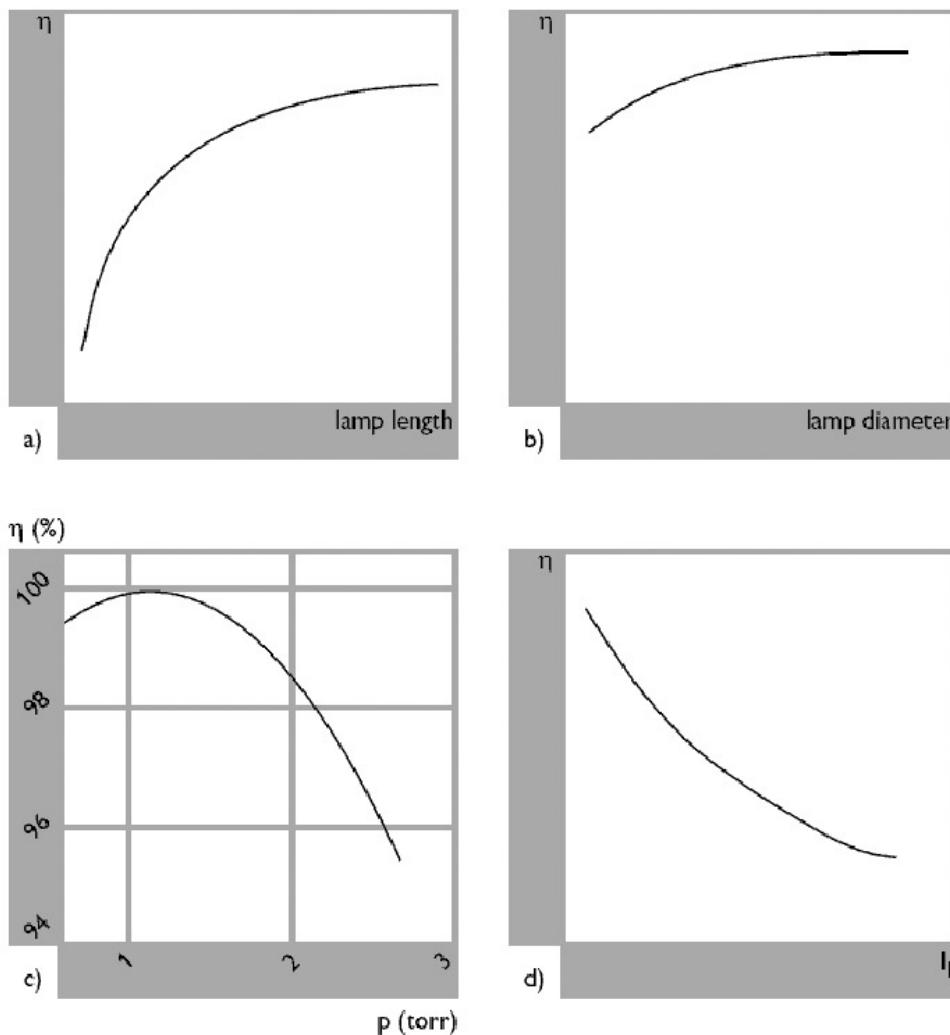 η
lamp length
a)
η
lamp diameter
b)
η (%)
100
98
96
94
1
2
3
c)
p (torr)
η
d)